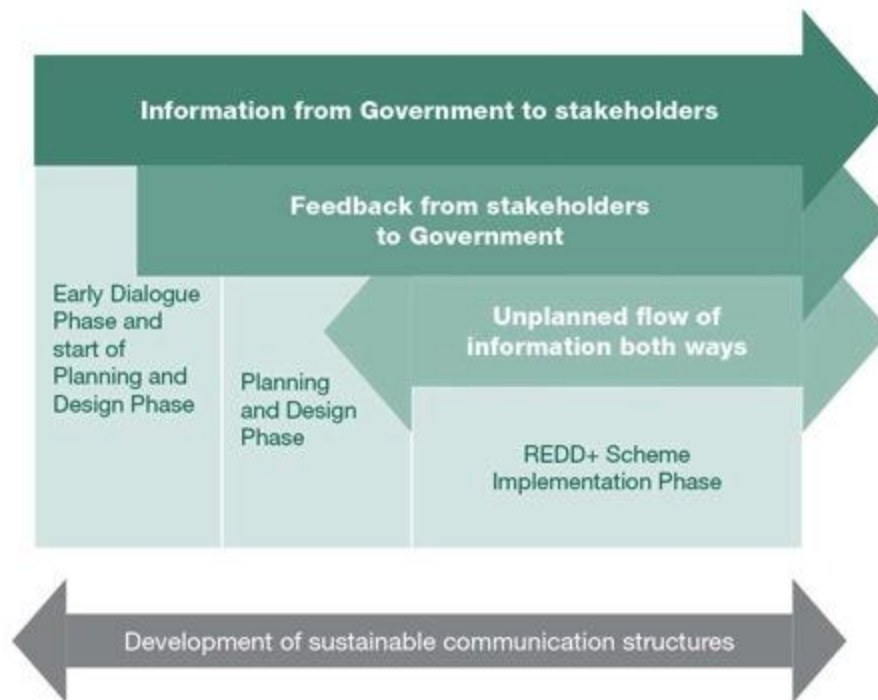 Information from Government to stakeholders
Feedback from stakeholders
to Government
Unplanned flow of
information both ways
Early Dialogue
Phase and
start of
Planning and
Design Phase
Planning
and Design
Phase
REDD+ Scheme
Implementation Phase
Development of sustainable communication structures